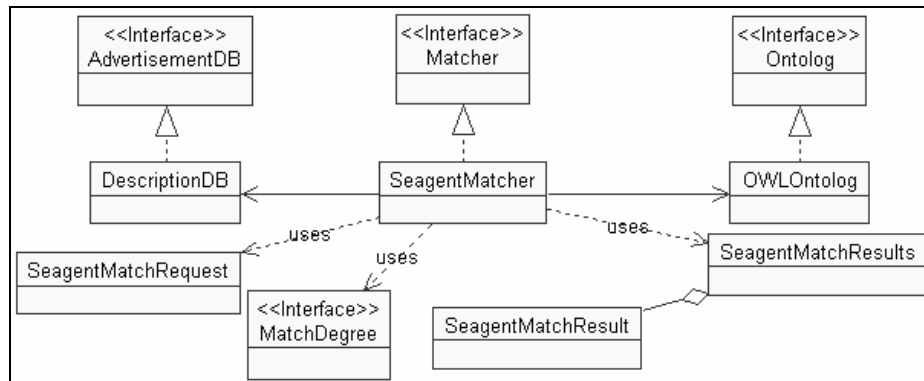 <<Interface>>
AdvertisementDB
<<Interface>>
Matcher
<<Interface>>
Ontolog
DescriptionDB
SeagentMatcher
OWLOntolog
uses
uses
uses
SeagentMatchRequest
SeagentMatchResults
<<Interface>>
MatchDegree
SeagentMatchResult